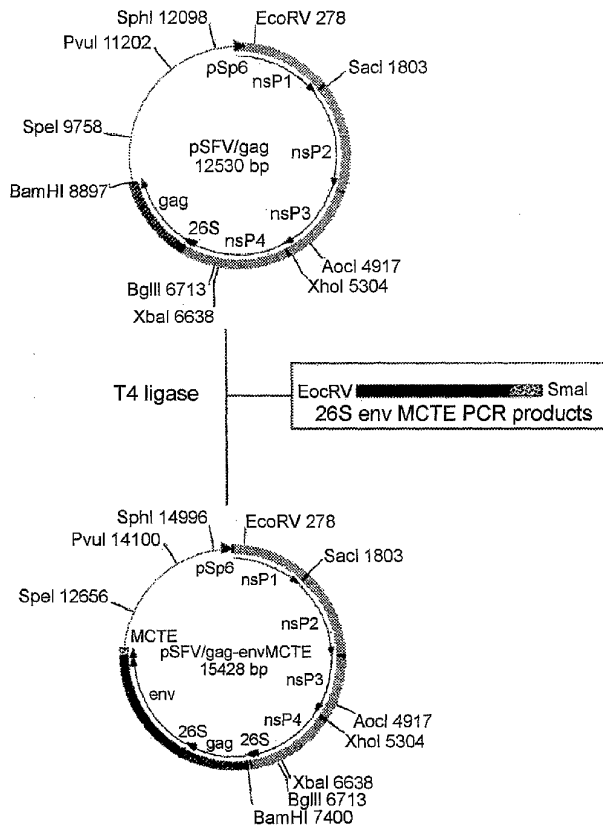 SphI 12098
EcoRV 278
PvuI 11202
pSp6
nsP1
SacI 1803
SpeI 9758
pSFV/gag
12530 bp
nsP2
BamHI 8897
gag
26S
nsP4
nsP3
AocI 4917
XhoI 5304
BglII 6713
XbaI 6638
T4 ligase
EocRV
SmaI
26S env MCTE PCR products
SphI 14996
EcoRV 278
PvuI 14100
pSp6
nsP1
SacI 1803
SpeI 12656
nsP2
MCTE
pSFV/gag-envMCTE
15428 bp
nsP3
env
nsP4
AocI 4917
26S
gag
26S
XhoI 5304
XbaI 6638
BglII 6713
BamHI 7400